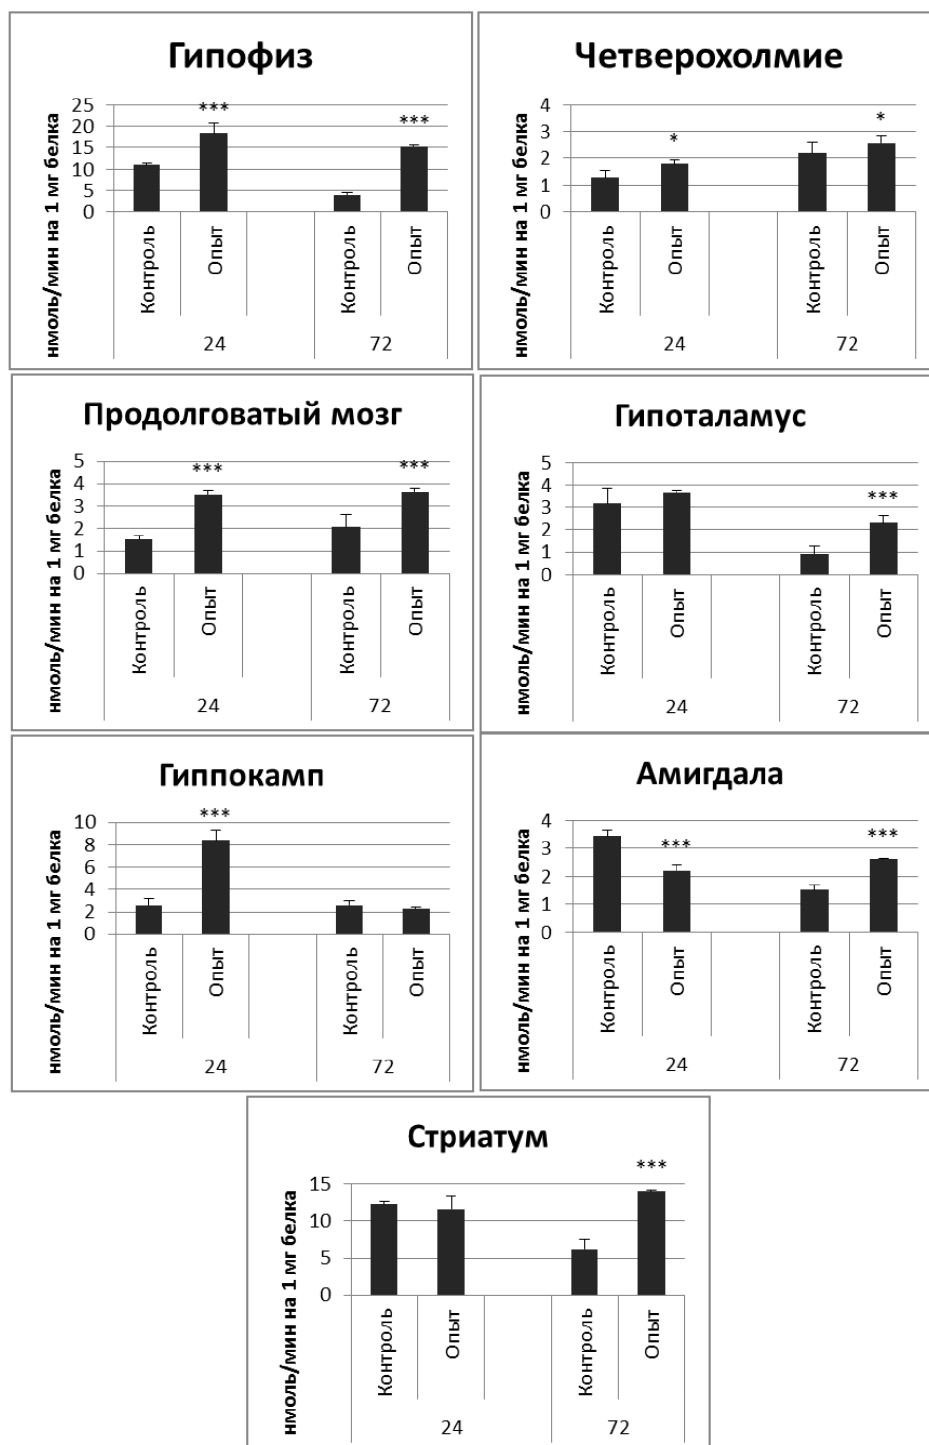 Гипофиз
нмоль/мин на 1 мг белка
25
20
15
10
5
0
***
***
Контроль
Опыт
Контроль
Опыт
24
72
Четверохолмие
нмоль/мин на 1 мг белка
4
3
2
1
0
*
*
Контроль
Опыт
Контроль
Опыт
24
72
Продолговатый мозг
нмоль/мин на 1 мг белка
5
4
3
2
1
0
***
***
Контроль
Опыт
Контроль
Опыт
24
72
Гипоталамус
нмоль/мин на 1 мг белка
5
4
3
2
1
0
***
Контроль
Опыт
Контроль
Опыт
24
72
Гиппокамп
нмоль/мин на 1 мг белка
10
8
6
4
2
0
***
Контроль
Опыт
Контроль
Опыт
24
72
Амигдала
нмоль/мин на 1 мг белка
4
3
2
1
0
***
***
Контроль
Опыт
Контроль
Опыт
24
72
Стриатум
нмоль/мин на 1 мг белка
15
10
5
0
***
Контроль
Опыт
Контроль
Опыт
24
72